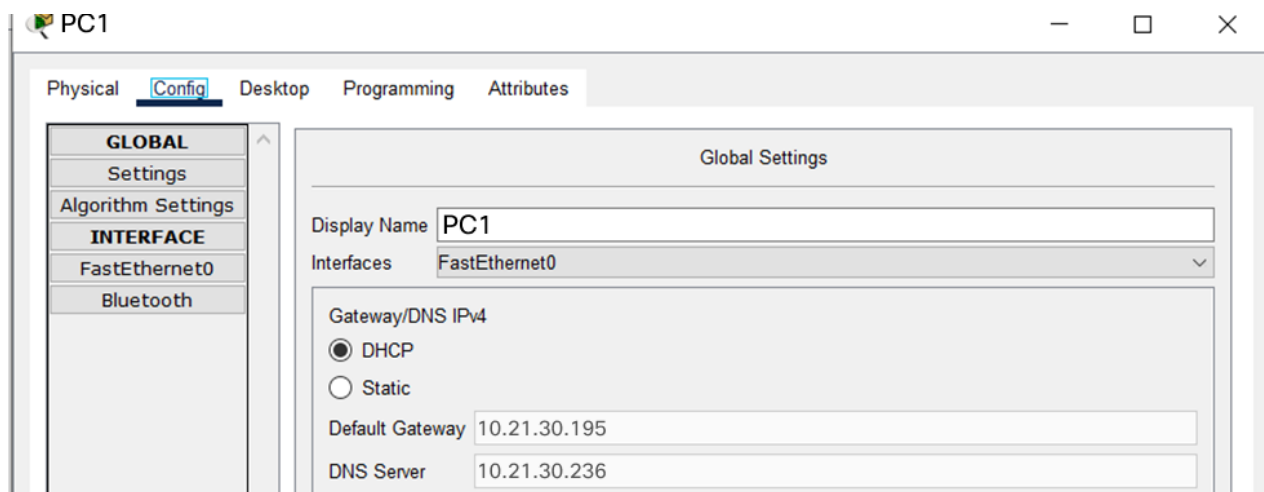 PC1
Physical Config Desktop Programming Attributes
GLOBAL
Settings
Algorithm Settings
INTERFACE
FastEthernet0
Bluetooth
Global Settings
Display Name PC1
Interfaces FastEthernet0
Gateway/DNS IPv4
DHCP
Static
Default Gateway 10.21.30.195
DNS Server 10.21.30.236